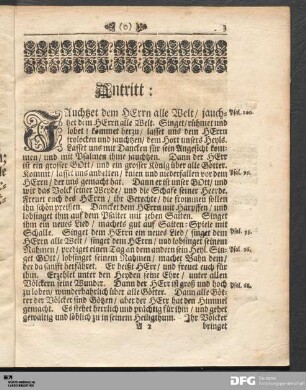 (o) 3
Antritt:
JAuchzet dem HErrn alle Welt / jauch- Psal. 100.
zet dem HErrn alle Welt. Singet / rühmet und
lobet! kommet herzu / lasset uns dem HErrn
frolocken und jauchzen / dem Hort unsers Heyls.
Lasset uns mit Dancken für sein Angesicht kom-
men / und mit Psalmen ihme jauchzen. Dann der HErr
ist ein grosser GOtt / und ein grosser König über alle Götter.
Kommt / lasset uns anbetten / knien und niederfallen vor dem Psal. 95.
HErrn / der uns gemacht hat. Dann er ist unser GOtt / und
wir das Volck seiner Weyde / und die Schafe seiner Heerde.
Freuet euch des HErrn / ihr Gerechte / die frommen sollen
ihn schön preissen. Dancket dem HErrn mit Harpffen / und
lobsinget ihm auf dem Psalter mit zehen Saiten. Singet
ihm ein neues Lied / machets gut auf Saiten-Spiele mit
Schalle. Singet dem HErrn ein neues Lied / singet dem Psal. 33.
HErrn alle Welt / singet dem HErrn / und lobsinget seinem
Nahmen / prediget einen Tag an dem andern sein Heyl. Sin-
get GOtt / lobsinget seinem Nahmen / machet Bahn dem /
der da sanfft herfähret. Er heist HErr / und freuet euch für
ihm. Erzehlet unter den Heyden seine Ehre / unter allen
Völckern seine Wunder. Dann der HErr ist groß und hoch
zu loben / wunderbahrlich über alle Götter. Dann alle Göt- Psal. 68.
ter der Völcker sind Götzen / aber der HErr hat den Himmel
gemacht. Es stehet herrlich und prächtig für ihm / und gehet
gewaltig und löblich zu in seinem Heiligthum. Ihr Völcker
A 2 bringet
DFG